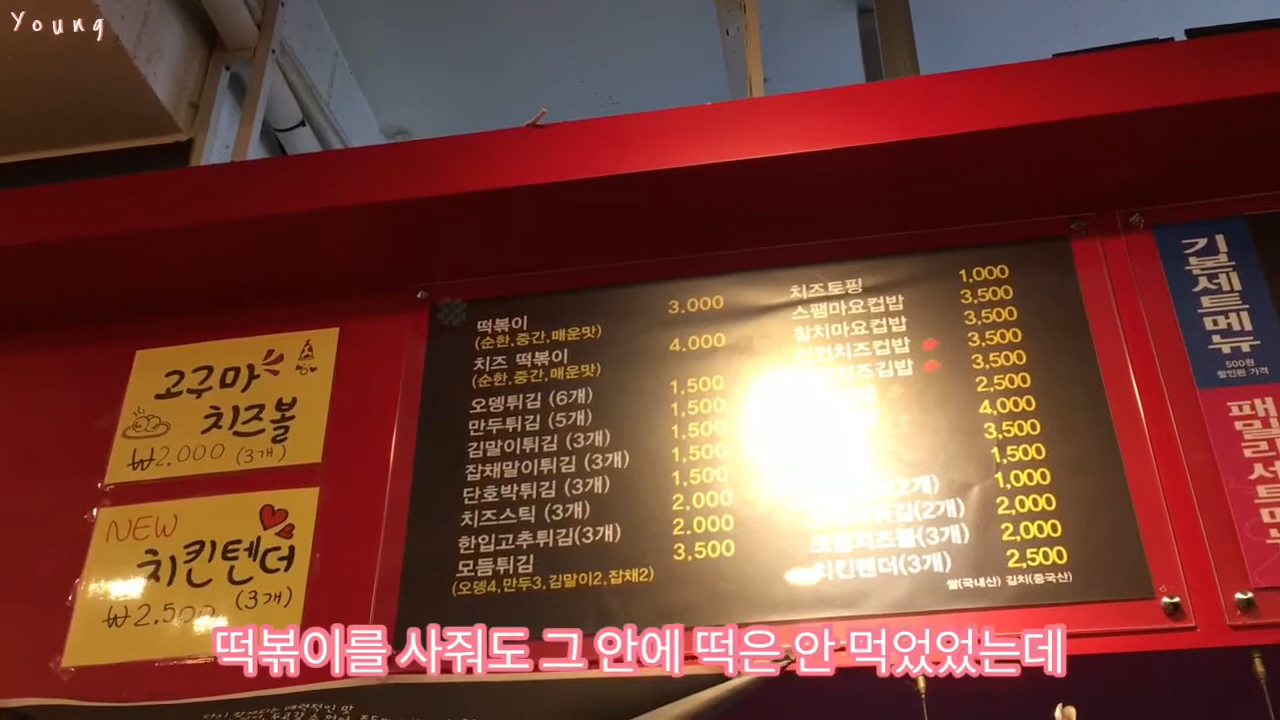 Young
고구마
치즈볼
₩2.000 (3개)
NEW
치킨텐더
₩2.500 (3개)
떡볶이 3.000
(순한,중간,매운맛)
치즈 떡볶이 4.000
(순한,중간,매운맛)
오뎅튀김 (6개) 1,500
만두튀김 (5개) 1,500
김말이튀김 (3개) 1,500
잡채말이튀김 (3개) 1,500
단호박튀김 (3개) 1,500
치즈스틱 (3개) 2,000
한입고추튀김(3개) 2.000
모듬튀김 3,500
(오뎅4,만두3,김말이2,잡채2)
치즈토핑 1,000
스팸마요컵밥 3,500
참치마요컵밥 3,500
3,500
3,500
2,500
4,000
3,500
(2개) 1,500
(2개) 1,000
(3개) 2,000
치킨텐더(3개) 2,000
2,500
쌀(국내산) 김치(중국산)
기본세트메뉴
500원
할인된 가격
패밀리세트메뉴
떡볶이를 사줘도 그 안에 떡은 안 먹었었는데